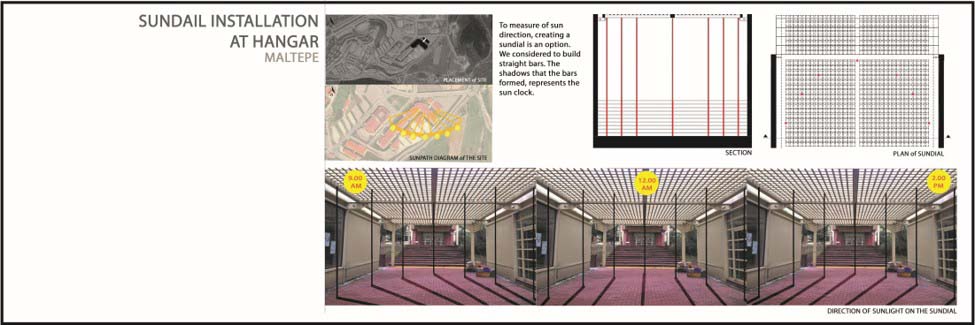 SUNDAIL INSTALLATION
AT HANGAR
MALTEPE
PLACEMENT of SITE
SUNPATH DIAGRAM of THE SITE
To measure of sun
direction, creating a
sundial is an option.
We considered to build
straight bars. The
shadows that the bars
formed, represents the
sun clock.
SECTION
PLAN of SUNDIAL
9.00
AM
12.00
AM
2.00
PM
DIRECTION OF SUNLIGHT ON THE SUNDIAL